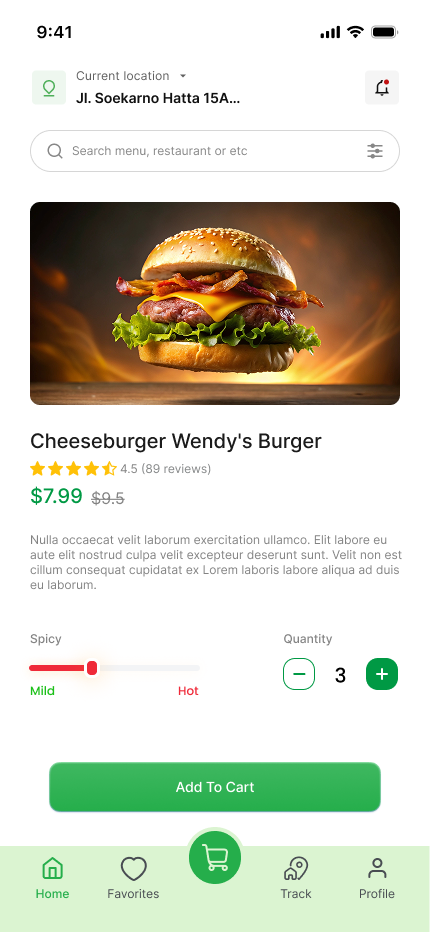 9:41
Current location
Jl. Soekarno Hatta 15A...
Search menu, restaurant or etc
Cheeseburger Wendy's Burger
4.5 (89 reviews)
$7.99 $9.5
Nulla occaecat velit laborum exercitation ullamco. Elit labore eu
aute elit nostrud culpa velit excepteur deserunt sunt. Velit non est
cillum consequat cupidatat ex Lorem laboris labore aliqua ad duis
eu laborum.
Spicy
Quantity
3
Mild
Hot
Add To Cart
Home
Favorites
Track
Profile